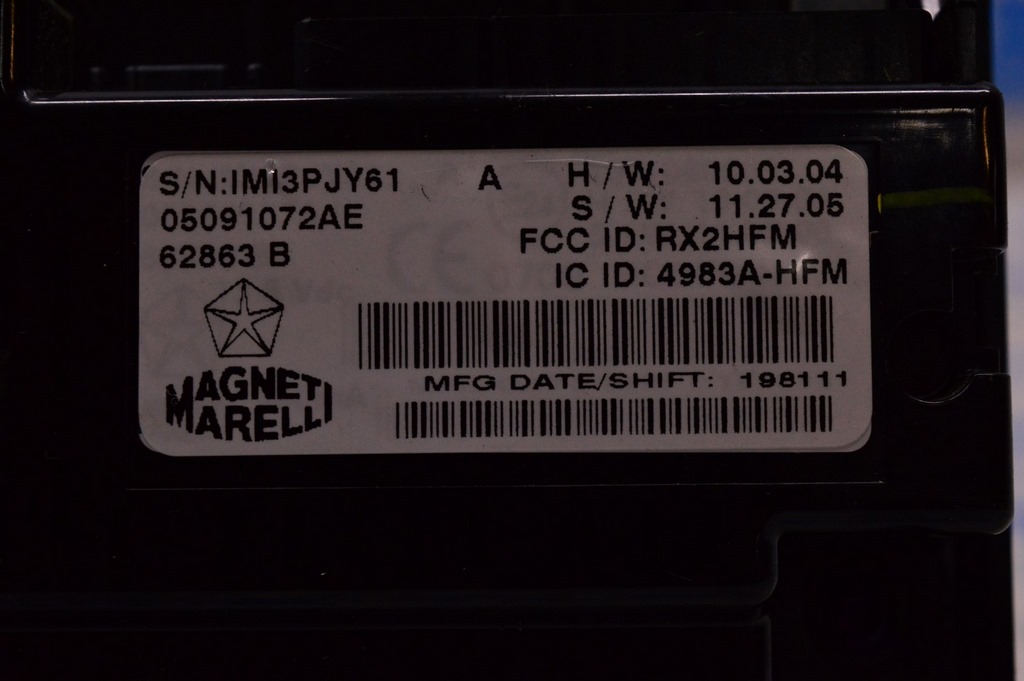 S/N:IMI3PJY61 A H / W: 10.03.04
05091072AE S / W: 11.27.05
62863 B FCC ID: RX2HFM
IC ID: 4983A-HFM
MAGNETI
MARELLI
MFG DATE/SHIFT: 198111